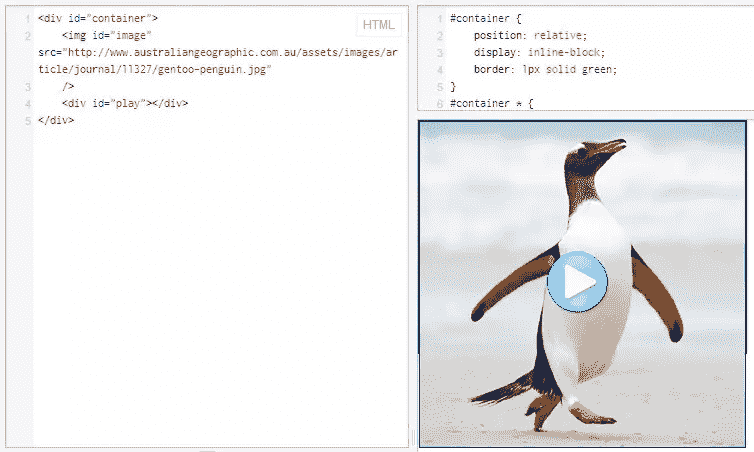 1 <div id="container">
2 <img id="image"
src="http://www.australiangeographic.com.au/assets/images/ar
ticle/journal/11327/gentoo-penguin.jpg"
3 />
4 <div id="play"></div>
5 </div>
HTML
1 #container {
2 position: relative;
3 display: inline-block;
4 border: 1px solid green;
5 }
6 #container * {